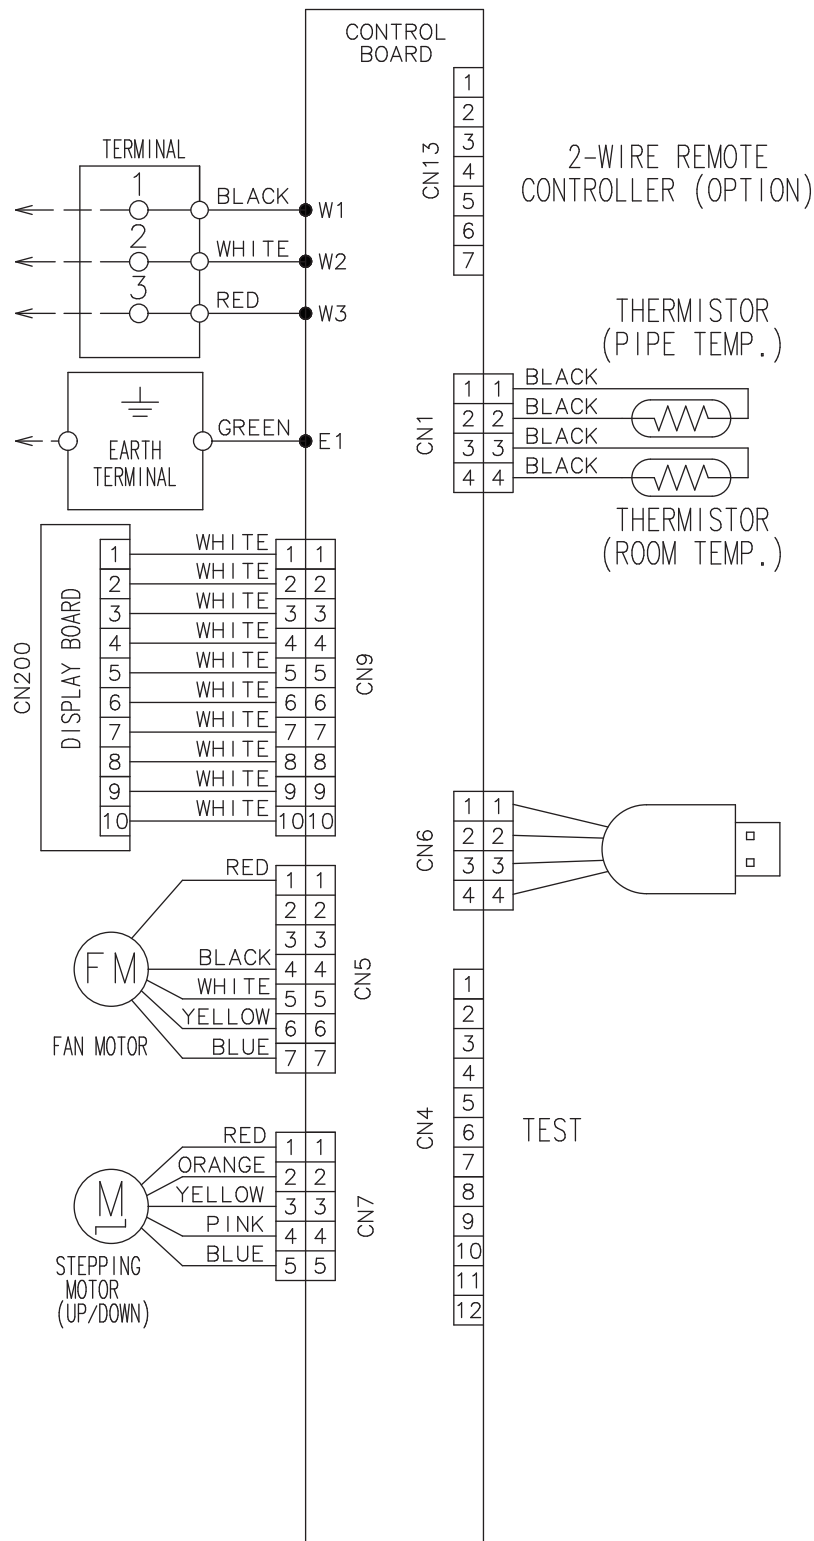 CONTROL
BOARD
CN13
1
2
3
4
5
6
7
2-WIRE REMOTE
CONTROLLER (OPTION)
TERMINAL
1 BLACK W1
2 WHITE W2
3 RED W3
EARTH
TERMINAL
GREEN E1
THERMISTOR
(PIPE TEMP.)
CN1
1 1 BLACK
2 2 BLACK
3 3 BLACK
4 4 BLACK
THERMISTOR
(ROOM TEMP.)
CN200
DISPLAY BOARD
1 WHITE 1 1
2 WHITE 2 2
3 WHITE 3 3
4 WHITE 4 4
5 WHITE 5 5
6 WHITE 6 6
7 WHITE 7 7
8 WHITE 8 8
9 WHITE 9 9
10 WHITE 10 10
CN9
CN6
1 1
2 2
3 3
4 4
FM
FAN MOTOR
RED 1 1
2 2
3 3
BLACK 4 4
WHITE 5 5
YELLOW 6 6
BLUE 7 7
CN5
CN4
1
2
3
4
5
6
7
8
9
10
11
12
TEST
M
STEPPING
MOTOR
(UP/DOWN)
RED 1 1
ORANGE 2 2
YELLOW 3 3
PINK 4 4
BLUE 5 5
CN7